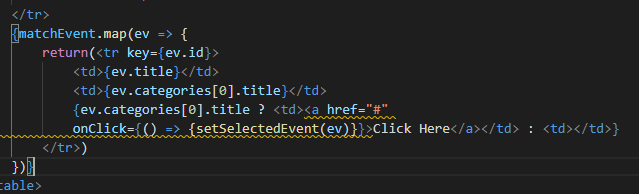 </tr>
{matchEvent.map(ev => {
return(<tr key={ev.id}>
<td>{ev.title}</td>
<td>{ev.categories[0].title}</td>
{ev.categories[0].title ? <td><a href="#"
onClick={() => {setSelectedEvent(ev)}}>Click Here</a></td> : <td></td>}
</tr>)
})}
table>